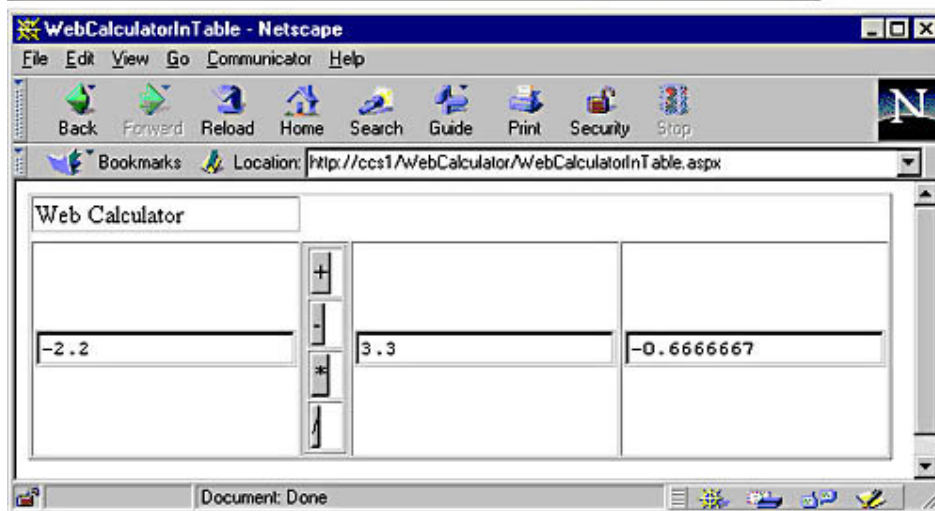 WebCalculatorInTable - Netscape
File Edit View Go Communicator Help
Back Forward Reload Home Search Guide Print Security Stop
N
Bookmarks Location: http://ccs1/WebCalculator/WebCalculatorInTable.aspx
Web Calculator
+
-
-2.2 3.3 -0.6666667
*
/
Document: Done